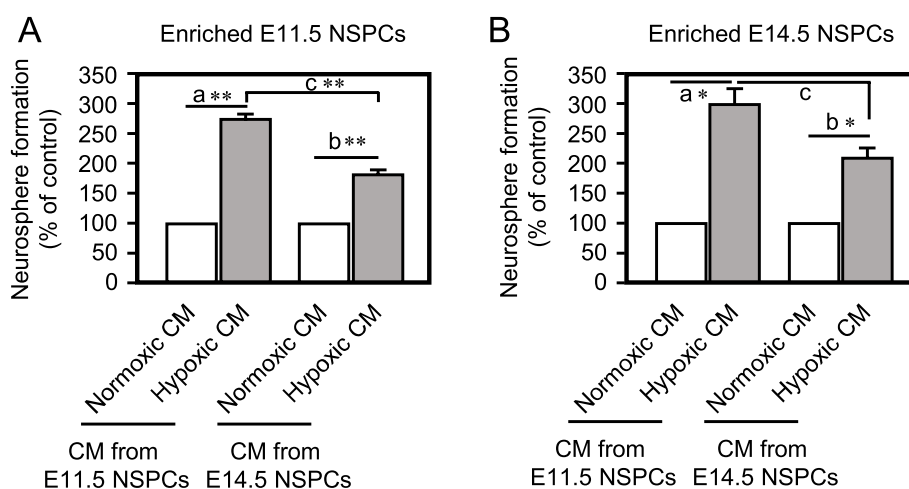 A
Enriched E11.5 NSPCs
Neurosphere formation
(% of control)
350
300
250
200
150
100
50
0
a **
c **
b **
Normoxic CM
Hypoxic CM
Normoxic CM
Hypoxic CM
CM from
E11.5 NSPCs
CM from
E14.5 NSPCs
B
Enriched E14.5 NSPCs
Neurosphere formation
(% of control)
350
300
250
200
150
100
50
0
a *
c
b *
Normoxic CM
Hypoxic CM
Normoxic CM
Hypoxic CM
CM from
E11.5 NSPCs
CM from
E14.5 NSPCs